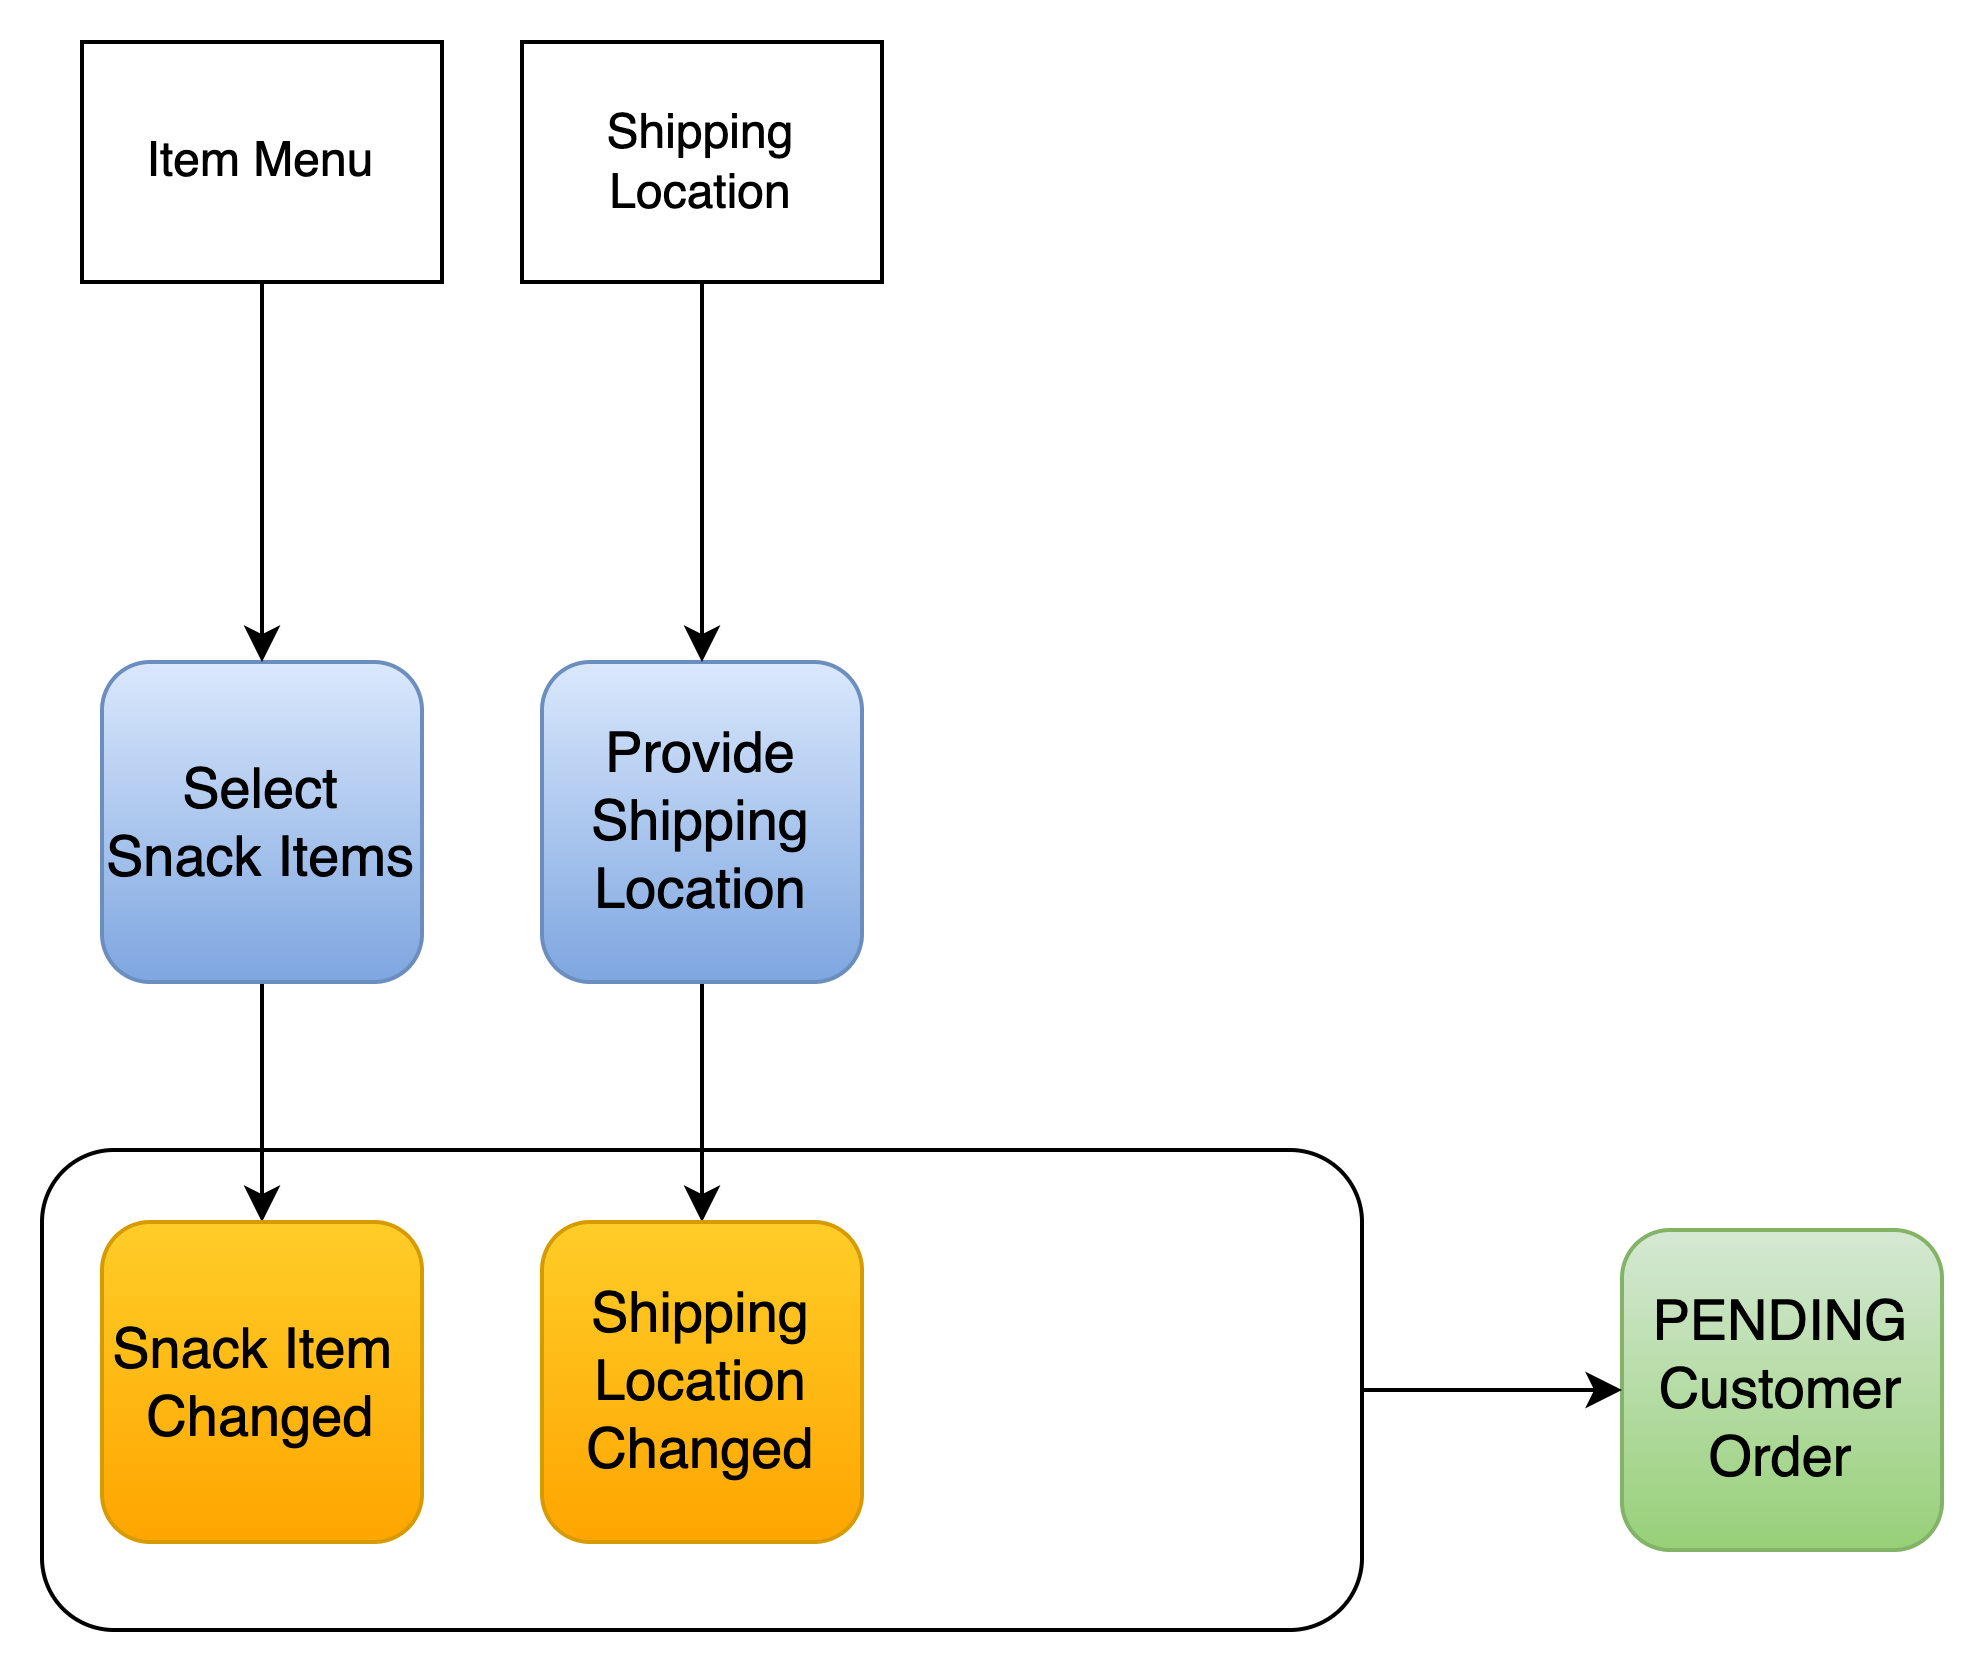 Item Menu
Shipping
Location
Select
Snack Items
Provide
Shipping
Location
Snack Item
Changed
Shipping
Location
Changed
PENDING
Customer
Order